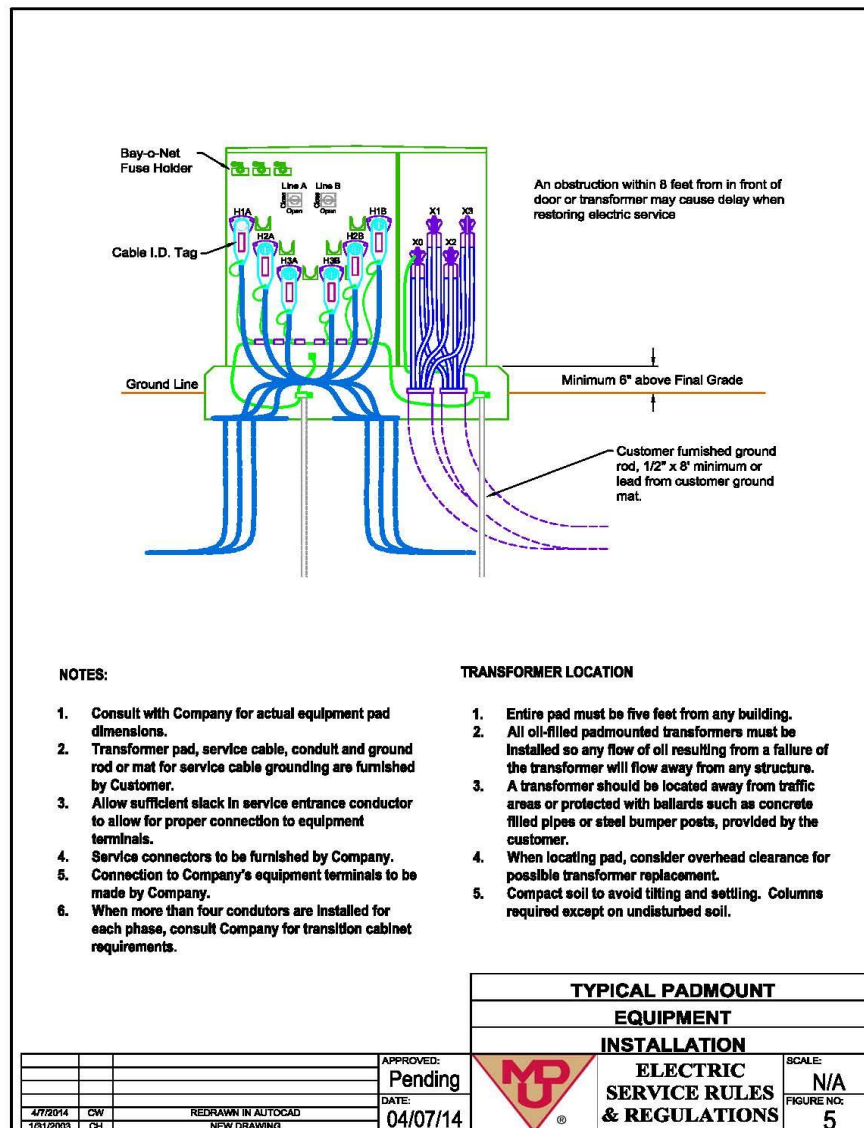 Bay-o-Net
Fuse Holder
Line A
Line B
Close
Open
Close
Open
H1A
H2A
H3A
H3B
H2B
H1B
X0
X1
X2
X3
An obstruction within 8 feet from in front of
door or transformer may cause delay when
restoring electric service
Cable I.D. Tag
Ground Line
Minimum 6" above Final Grade
Customer furnished ground
rod, 1/2" x 8' minimum or
lead from customer ground
mat.
NOTES:
1. Consult with Company for actual equipment pad
dimensions.
2. Transformer pad, service cable, conduit and ground
rod or mat for service cable grounding are furnished
by Customer.
3. Allow sufficient slack in service entrance conductor
to allow for proper connection to equipment
terminals.
4. Service connectors to be furnished by Company.
5. Connection to Company's equipment terminals to be
made by Company.
6. When more than four condutors are installed for
each phase, consult Company for transition cabinet
requirements.
TRANSFORMER LOCATION
1. Entire pad must be five feet from any building.
2. All oil-filled padmounted transformers must be
installed so any flow of oil resulting from a failure of
the transformer will flow away from any structure.
3. A transformer should be located away from traffic
areas or protected with ballards such as concrete
filled pipes or steel bumper posts, provided by the
customer.
4. When locating pad, consider overhead clearance for
possible transformer replacement.
5. Compact soil to avoid tilting and settling. Columns
required except on undisturbed soil.
TYPICAL PADMOUNT
EQUIPMENT
INSTALLATION
APPROVED:
Pending
DATE:
04/07/14
4/7/2014 CW REDRAWN IN AUTOCAD
1/31/2003 CH NEW DRAWING
MDU
®
ELECTRIC
SERVICE RULES
& REGULATIONS
SCALE:
N/A
FIGURE NO:
5